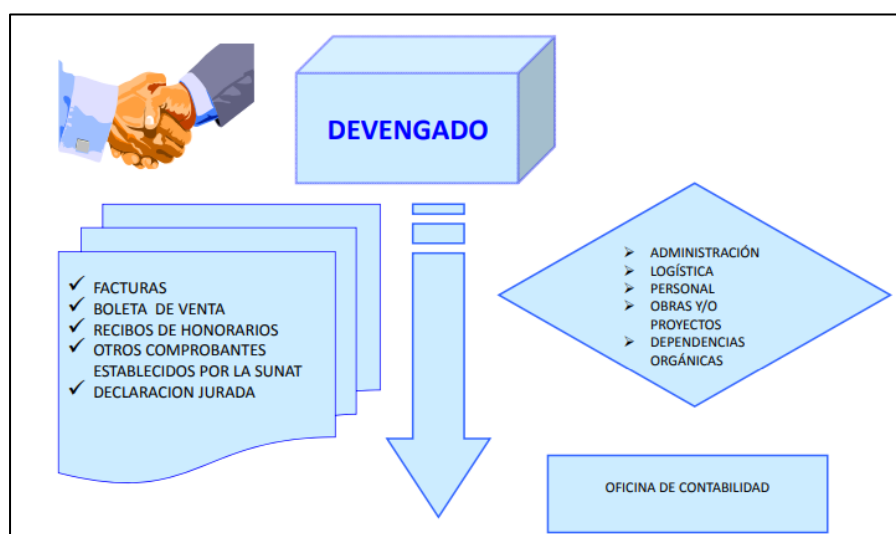 DEVENGADO
FACTURAS
BOLETA DE VENTA
RECIBOS DE HONORARIOS
OTROS COMPROBANTES
ESTABLECIDOS POR LA SUNAT
DECLARACION JURADA
ADMINISTRACIÓN
LOGÍSTICA
PERSONAL
OBRAS Y/O
PROYECTOS
DEPENDENCIAS
ORGÁNICAS
OFICINA DE CONTABILIDAD